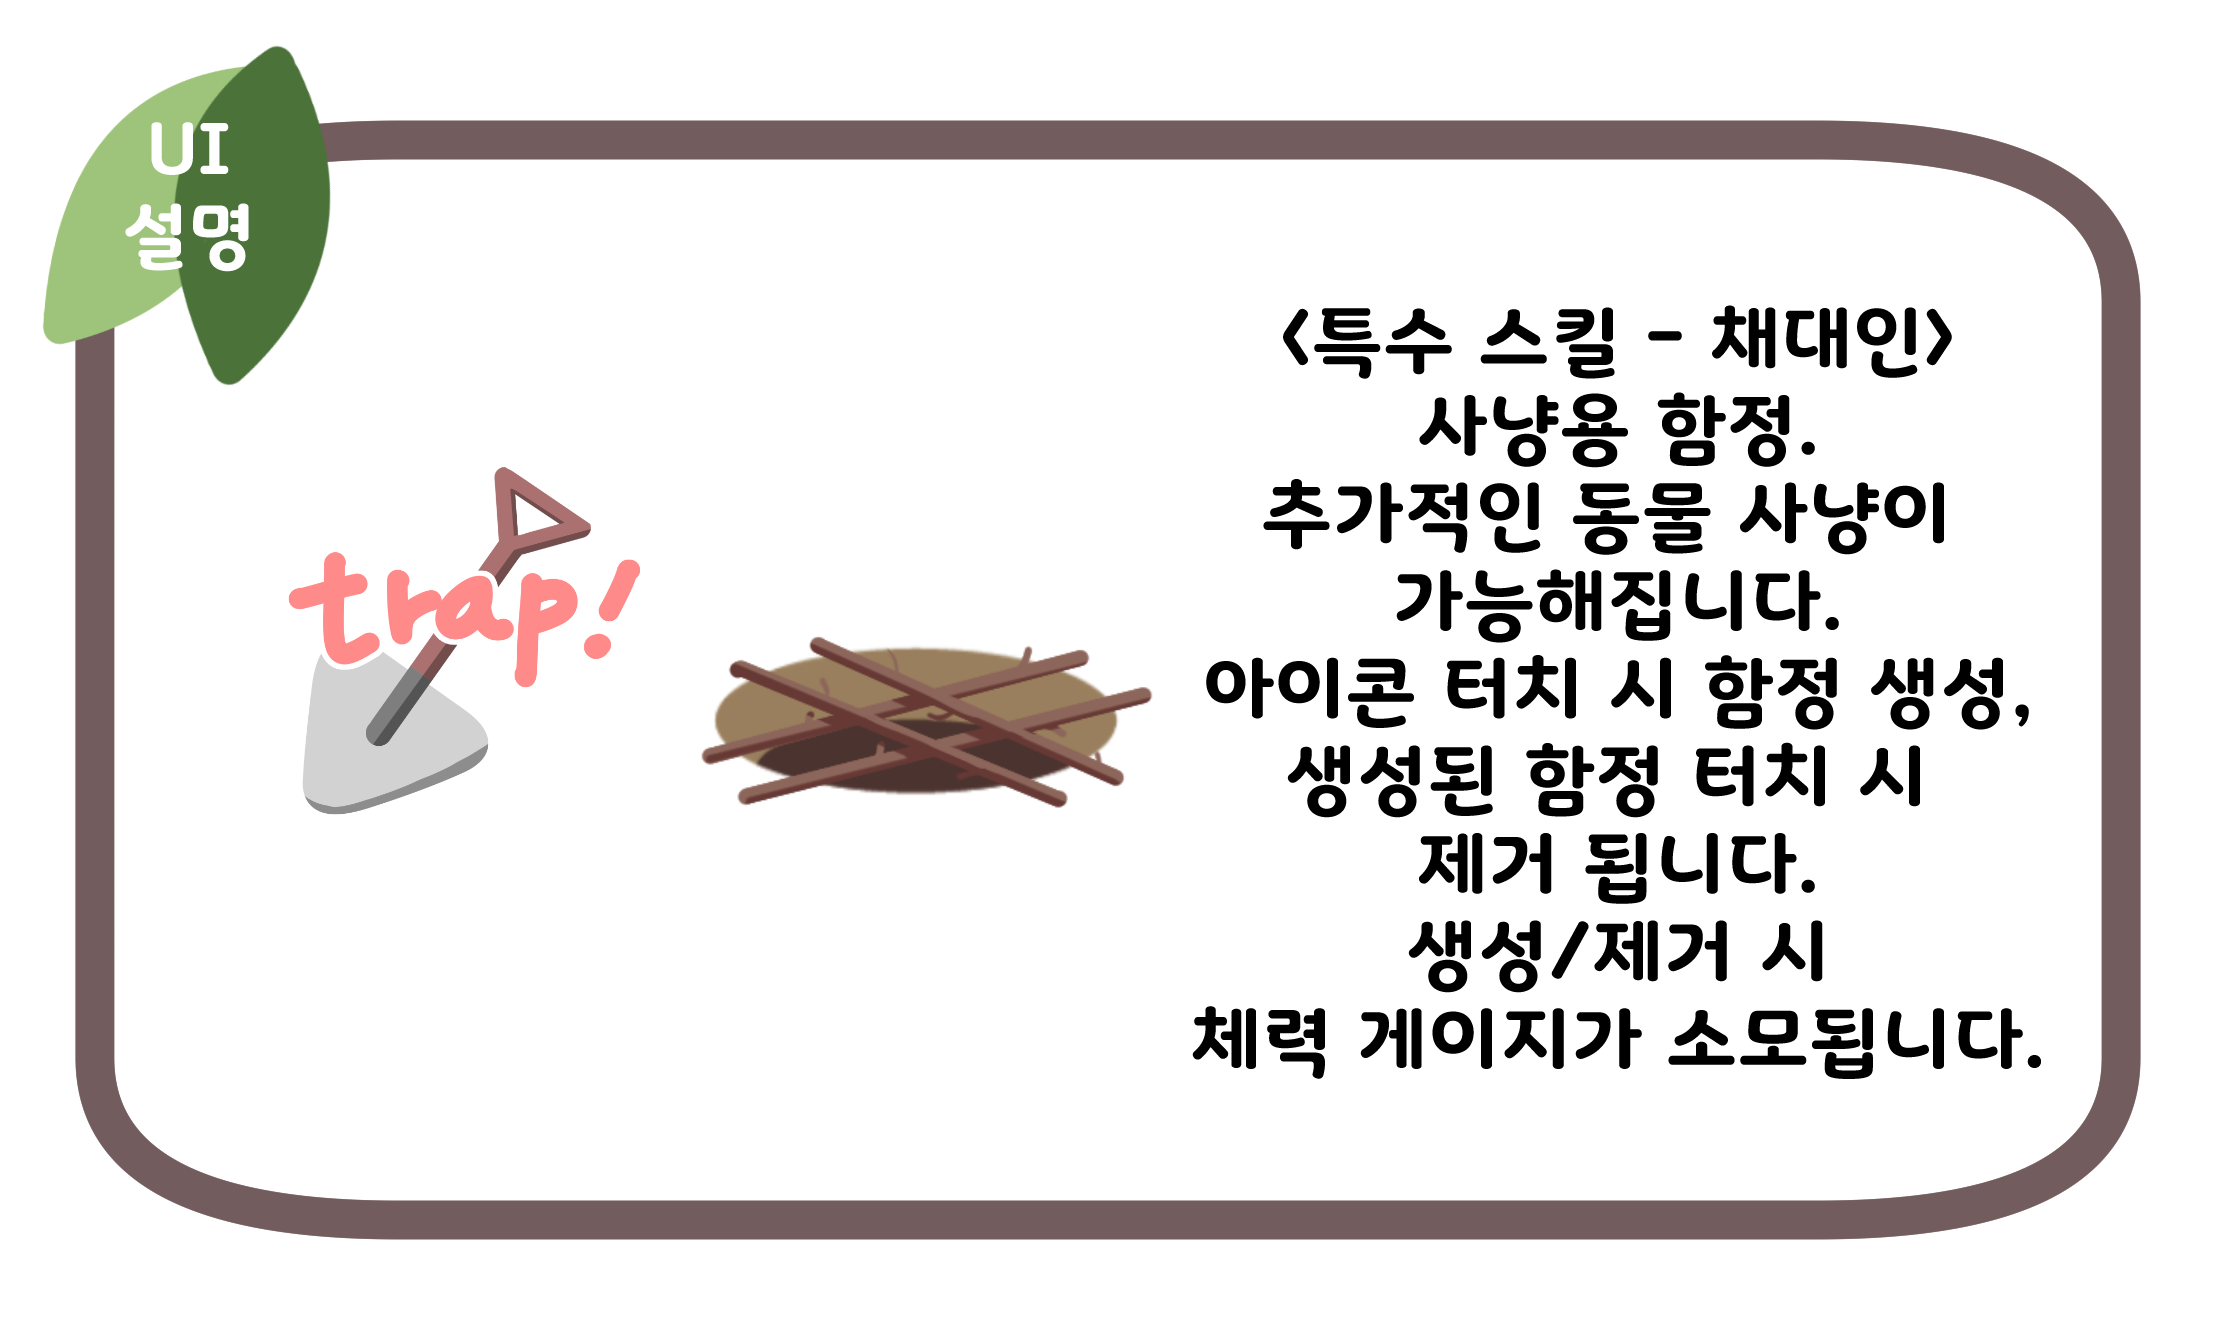 UI
설명
<특수 스킬 - 채대인>
사냥용 함정.
추가적인 동물 사냥이
가능해집니다.
아이콘 터치 시 함정 생성,
생성된 함정 터치 시
제거 됩니다.
생성/제거 시
체력 게이지가 소모됩니다.
trap!